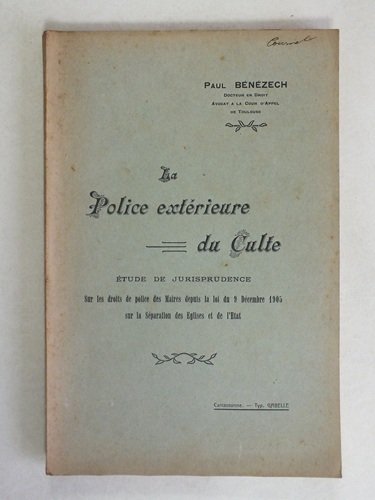 Paul BÉNÉZECH
Docteur en Droit
Avocat a la Cour d'Appel
de Toulouse
La
Police extérieure
du Culte
ÉTUDE DE JURISPRUDENCE
Sur les droits de police des Maires depuis la loi du 9 Décembre 1905
sur la Séparation des Eglises et de l'Etat
Carcassonne. — Typ. GABELLE